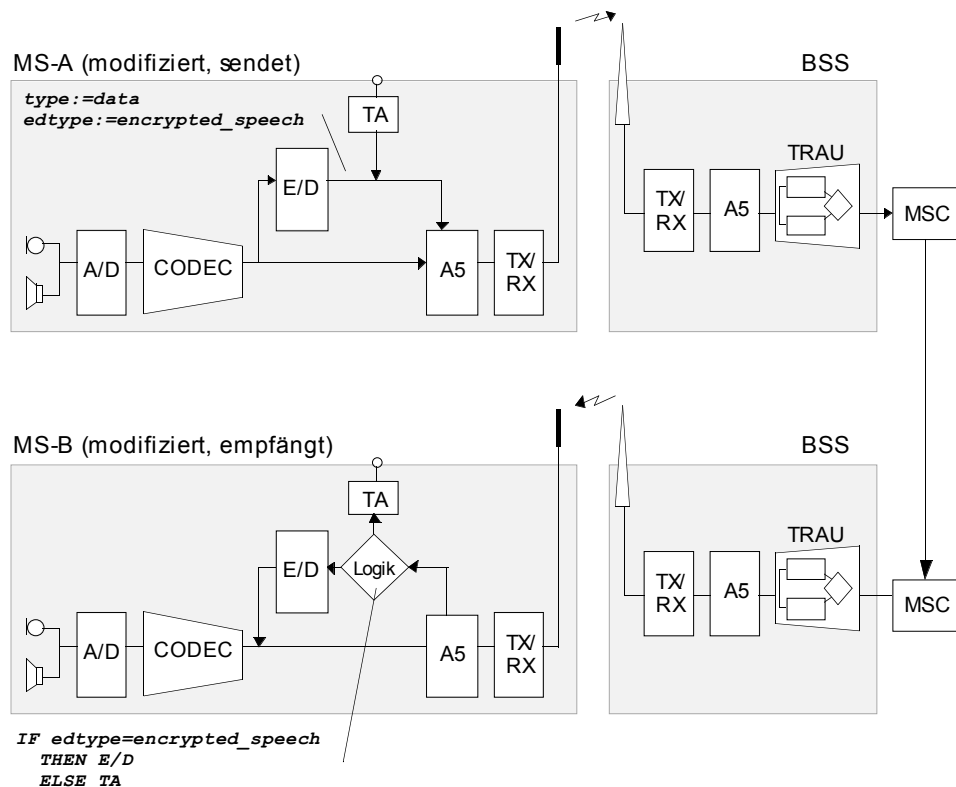 MS-A (modifiziert, sendet)
BSS
type:=data
edtype:=encrypted_speech
TA
E/D
TRAU
A/D
CODEC
A5
TX/
RX
TX/
RX
A5
MSC
MS-B (modifiziert, empfängt)
BSS
TA
E/D
Logik
TRAU
A/D
CODEC
A5
TX/
RX
TX/
RX
A5
MSC
IF edtype=encrypted_speech
THEN E/D
ELSE TA